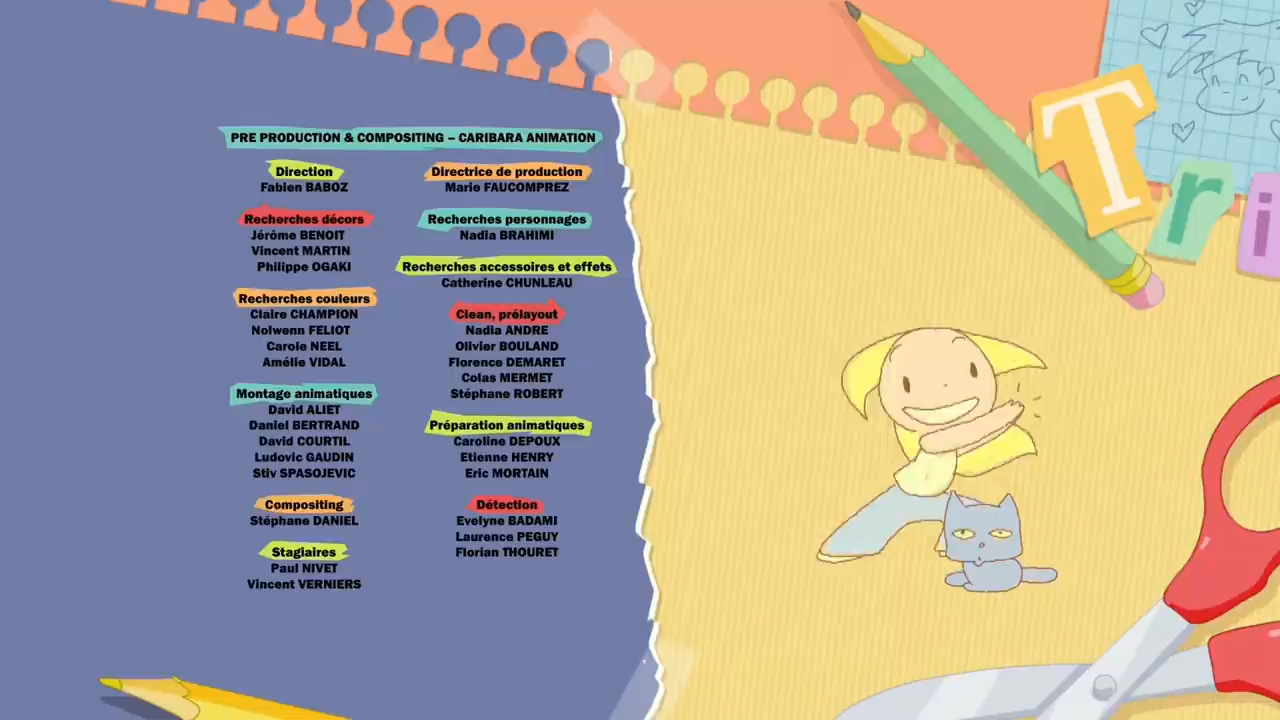 PRE PRODUCTION & COMPOSITING – CARIBARA ANIMATION
Direction
Fabien BABOZ
Recherches décors
Jérôme BENOIT
Vincent MARTIN
Philippe OGAKI
Recherches couleurs
Claire CHAMPION
Nolwenn FELIOT
Carole NEEL
Amélie VIDAL
Montage animatiques
David ALIET
Daniel BERTRAND
David COURTIL
Ludovic GAUDIN
Stiv SPASOJEVIC
Compositing
Stéphane DANIEL
Stagiaires
Paul NIVET
Vincent VERNIERS
Directrice de production
Marie FAUCOMPREZ
Recherches personnages
Nadia BRAHIMI
Recherches accessoires et effets
Catherine CHUNLEAU
Clean, prélayout
Nadia ANDRE
Olivier BOULAND
Florence DEMARET
Colas MERMET
Stéphane ROBERT
Préparation animatiques
Caroline DEPOUX
Etienne HENRY
Eric MORTAIN
Détection
Evelyne BADAMI
Laurence PEGUY
Florian THOURET
Tri